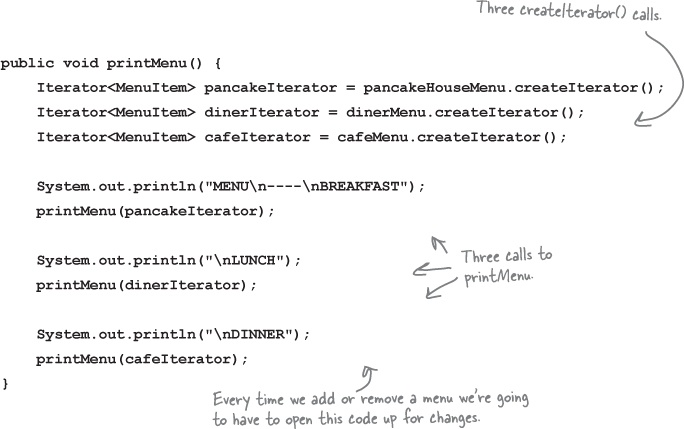 Three createIterator() calls.
public void printMenu() {
Iterator<MenuItem> pancakeIterator = pancakeHouseMenu.createIterator();
Iterator<MenuItem> dinerIterator = dinerMenu.createIterator();
Iterator<MenuItem> cafeIterator = cafeMenu.createIterator();
System.out.println("MENU\n----\nBREAKFAST");
printMenu(pancakeIterator);
System.out.println("\nLUNCH");
printMenu(dinerIterator);
Three calls to
printMenu.
System.out.println("\nDINNER");
printMenu(cafeIterator);
}
Every time we add or remove a menu we're going
to have to open this code up for changes.